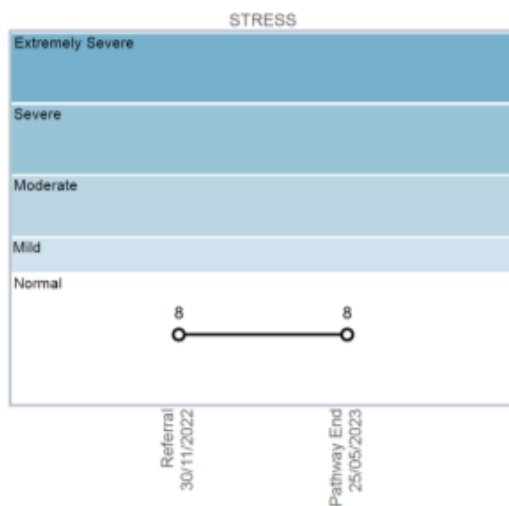 STRESS
Extremely Severe
Severe
Moderate
Mild
Normal
8
8
Referral
30/11/2022
Pathway End
25/05/2023